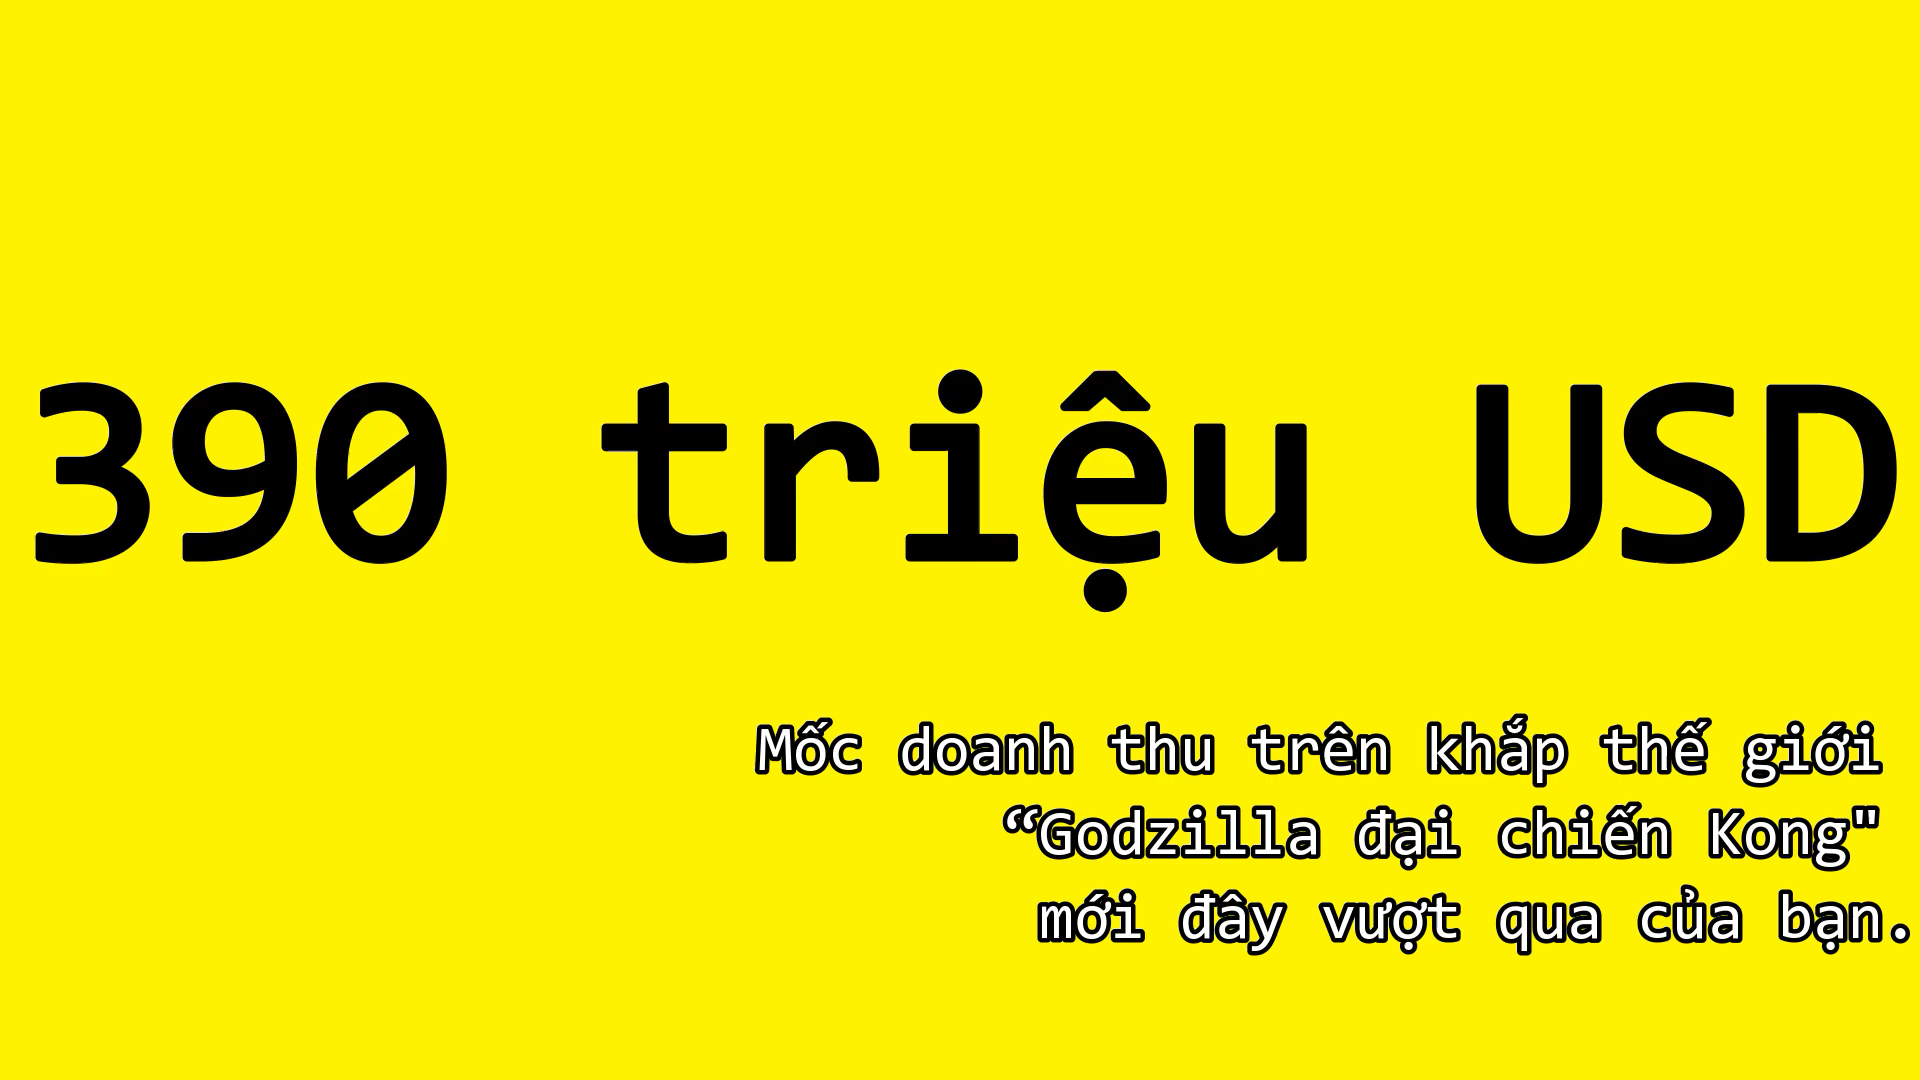 390 triệu USD
Mốc doanh thu trên khắp thế giới
“Godzilla đại chiến Kong"
mới đây vượt qua của bạn.